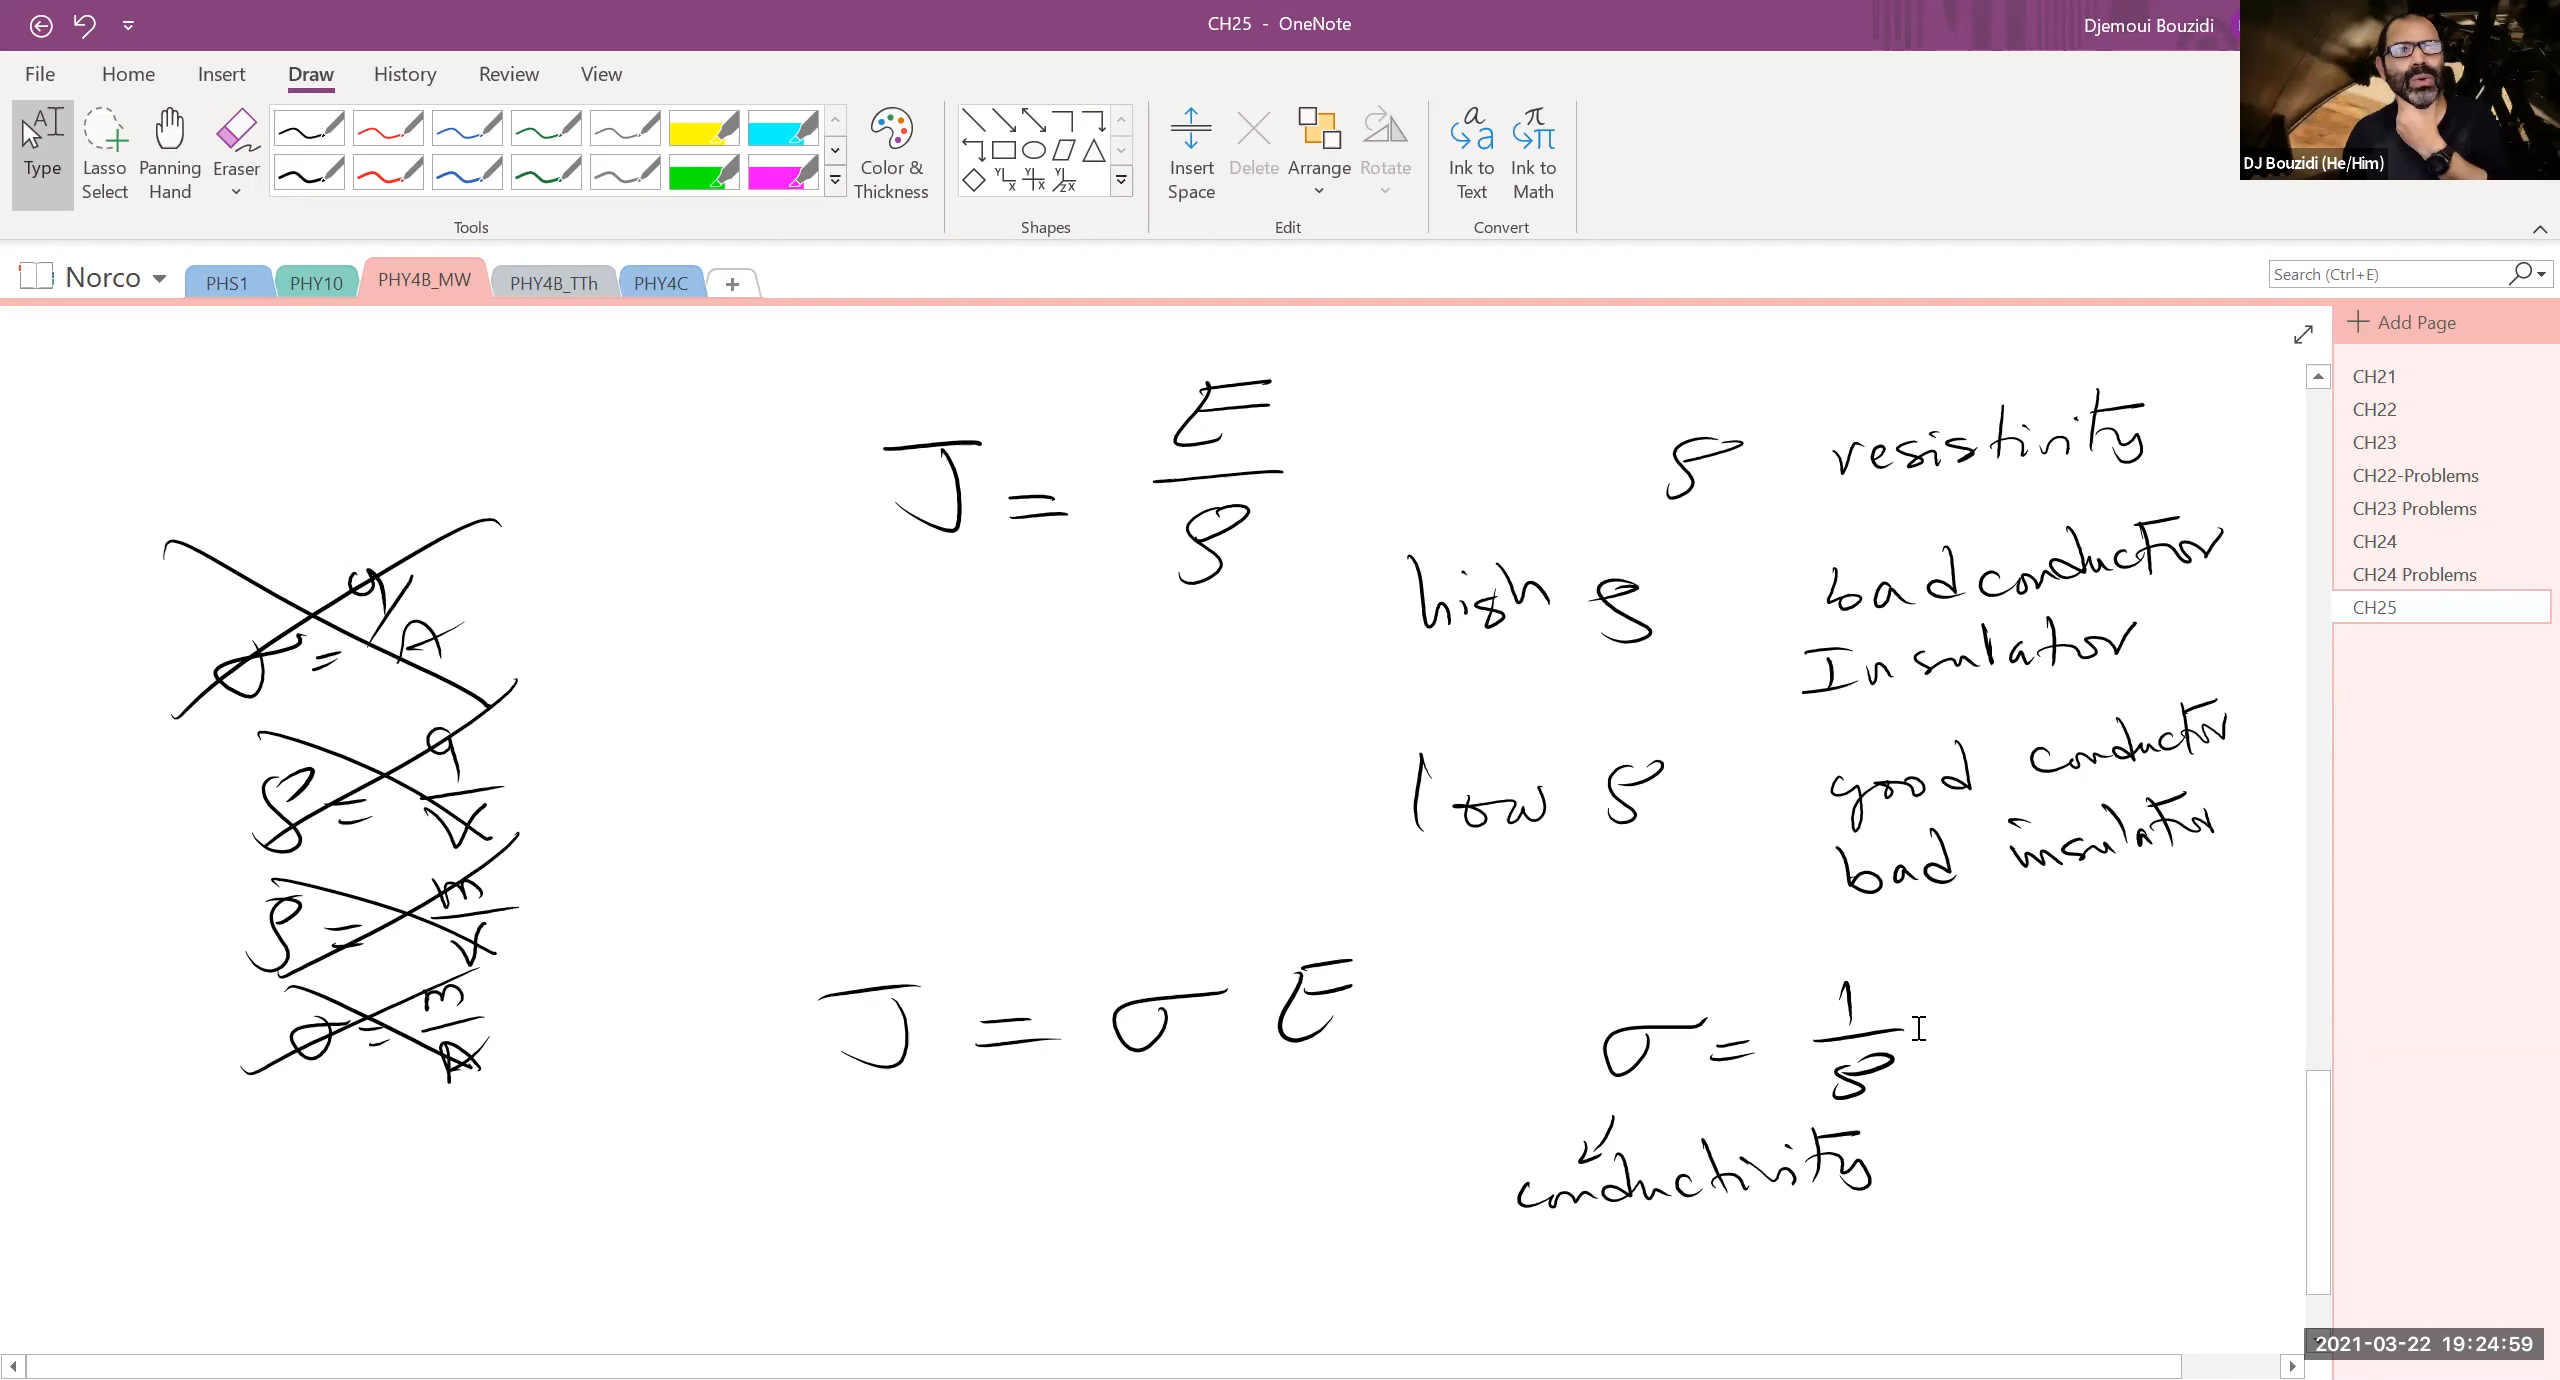 CH25 - OneNote
Djemoui Bouzidi
File Home Insert Draw History Review View
Type
Lasso Select
Panning Hand
Eraser
Color & Thickness
Insert Space
Delete
Arrange
Rotate
Ink to Text
Ink to Math
Tools
Shapes
Edit
Convert
DJ Bouzidi (He/Him)
Norco
PHS1
PHY10
PHY4B_MW
PHY4B_TTh
PHY4C
Search (Ctrl+E)
Add Page
CH21
CH22
CH23
CH22-Problems
CH23 Problems
CH24
CH24 Problems
CH25
J = E/ρ
ρ resistivity
high ρ bad conductor
Insulator
low ρ good conductor
bad insulator
σ = q/A
ρ = q/V
ρ = m/V
σ = m/A
J = σ E
σ = 1/ρ
conductivity
2021-03-22 19:24:59